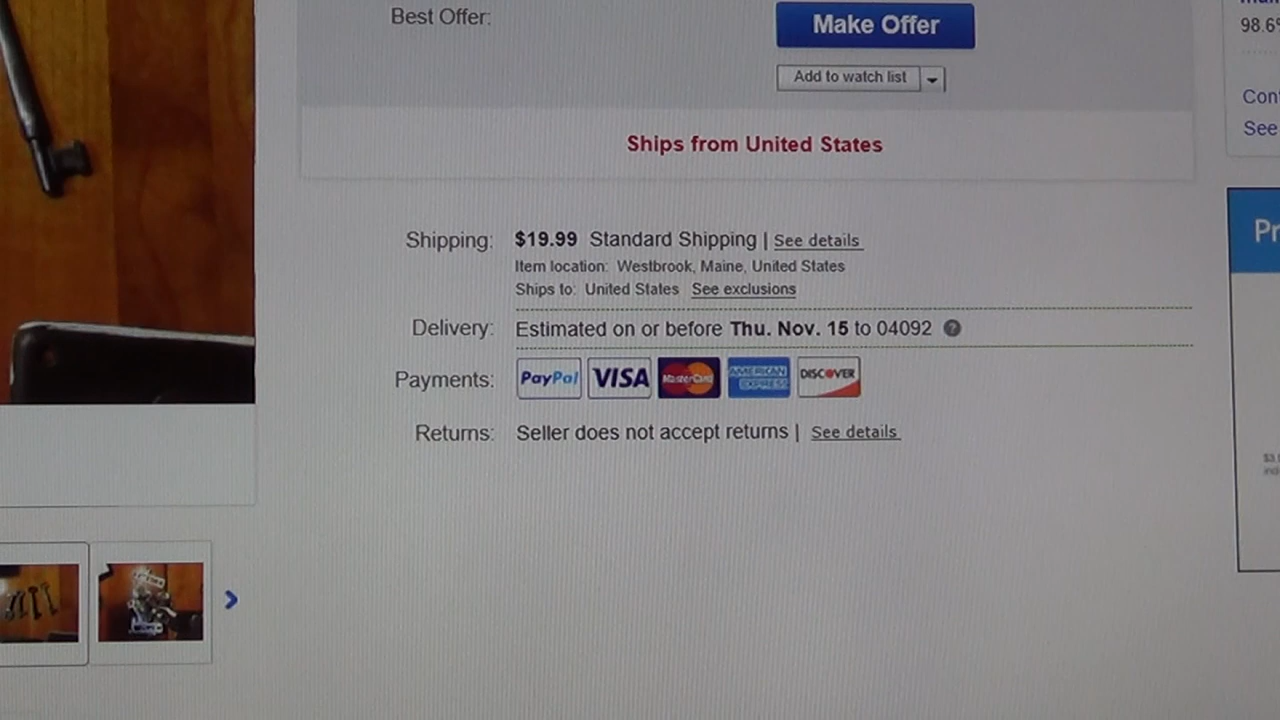 Best Offer:
Make Offer
98.6%
Add to watch list
Con
See
Ships from United States
Pr
Shipping: $19.99 Standard Shipping | See details
Item location: Westbrook, Maine, United States
Ships to: United States See exclusions
Delivery: Estimated on or before Thu. Nov. 15 to 04092 ?
Payments: PayPal VISA MasterCard AMERICAN EXPRESS DISCOVER
Returns: Seller does not accept returns | See details